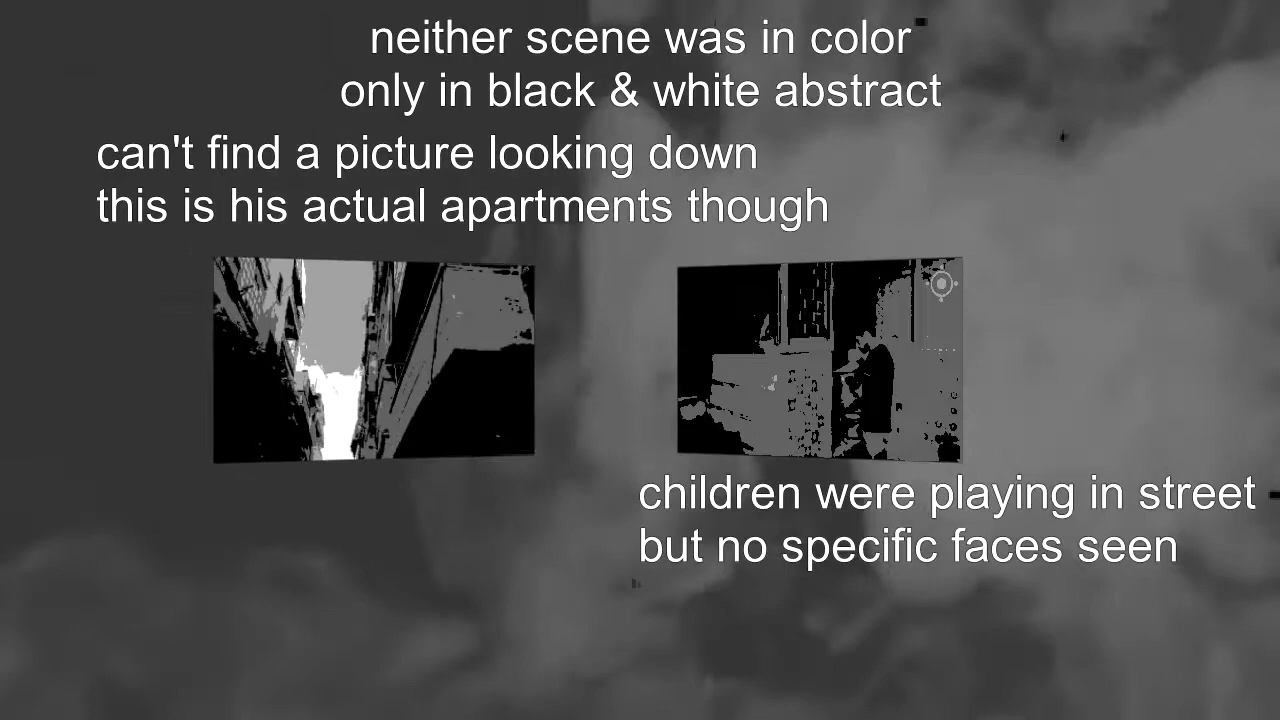 neither scene was in color
only in black & white abstract
can't find a picture looking down
this is his actual apartments though
children were playing in street
but no specific faces seen